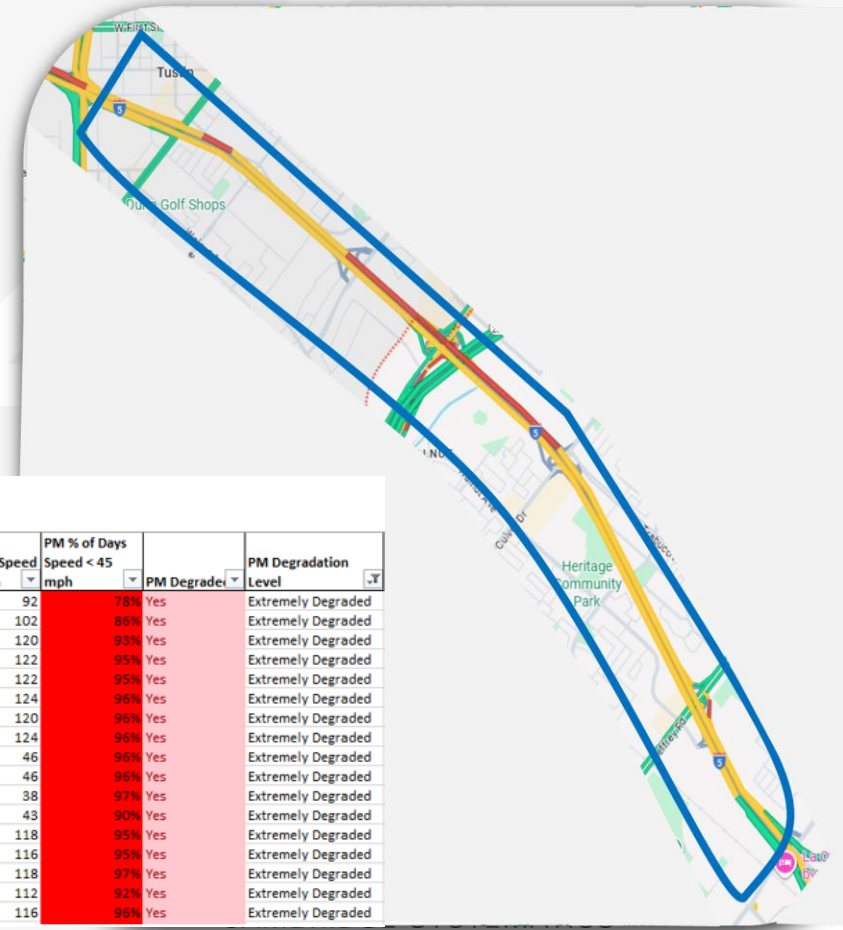 W First St
Tustin
5
Golf Shops
5
Culver Dr
Heritage
Community
Park
5
PM % of Days
Speed Speed < 45
mph PM Degraded PM Degradation
Level
92 78% Yes Extremely Degraded
102 86% Yes Extremely Degraded
120 93% Yes Extremely Degraded
122 95% Yes Extremely Degraded
122 95% Yes Extremely Degraded
124 96% Yes Extremely Degraded
120 96% Yes Extremely Degraded
124 96% Yes Extremely Degraded
46 96% Yes Extremely Degraded
46 96% Yes Extremely Degraded
38 97% Yes Extremely Degraded
43 90% Yes Extremely Degraded
118 95% Yes Extremely Degraded
116 95% Yes Extremely Degraded
118 97% Yes Extremely Degraded
112 92% Yes Extremely Degraded
116 96% Yes Extremely Degraded